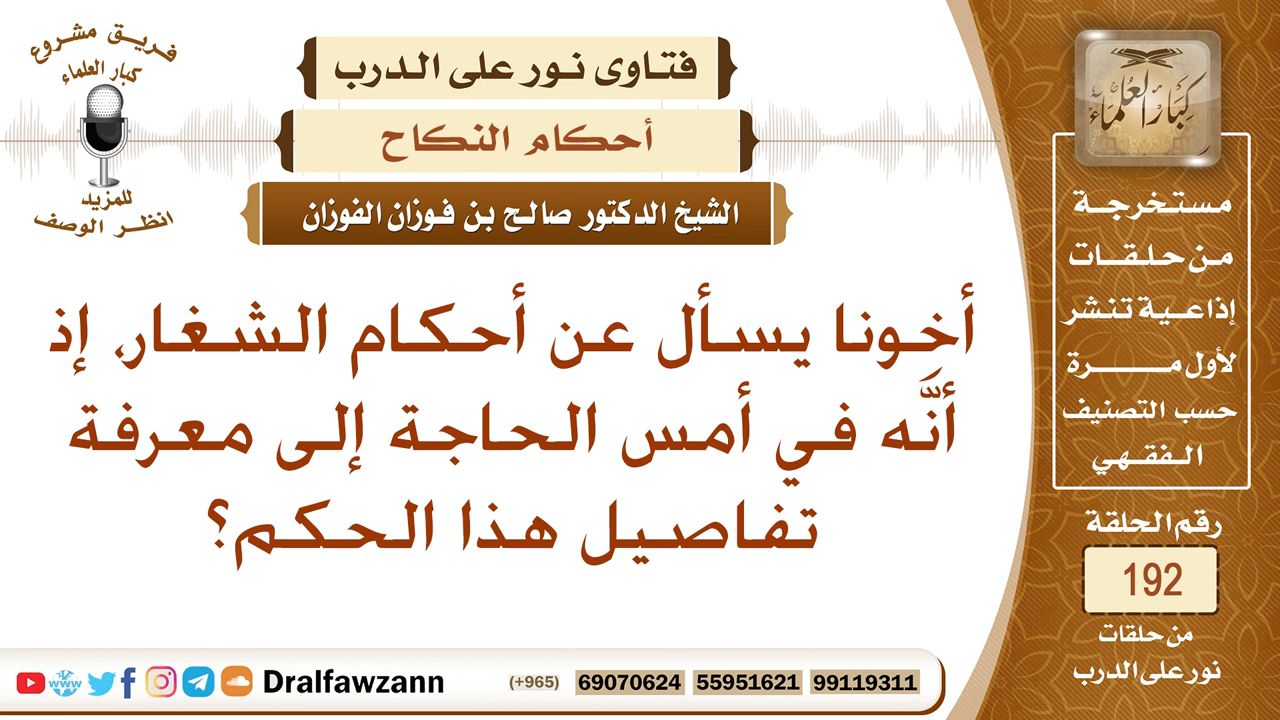 فريق مشروع
كبار العلماء
للمزيد
انظر الوصف
فتاوى نور على الدرب
أحكام النكاح
الشيخ الدكتور صالح بن فوزان الفوزان
أخونا يسأل عن أحكام الشغار، إذ
أنَّه في أمس الحاجة إلى معرفة
تفاصيل هذا الحكم؟
كبار العلماء
مستخرجة
من حلقات
إذاعية تنشر
لأول مرة
حسب التصنيف
الفقهي
رقم الحلقة
192
من حلقات
نور على الدرب
www
Dralfawzann
(+965) 69070624 55951621 99119311